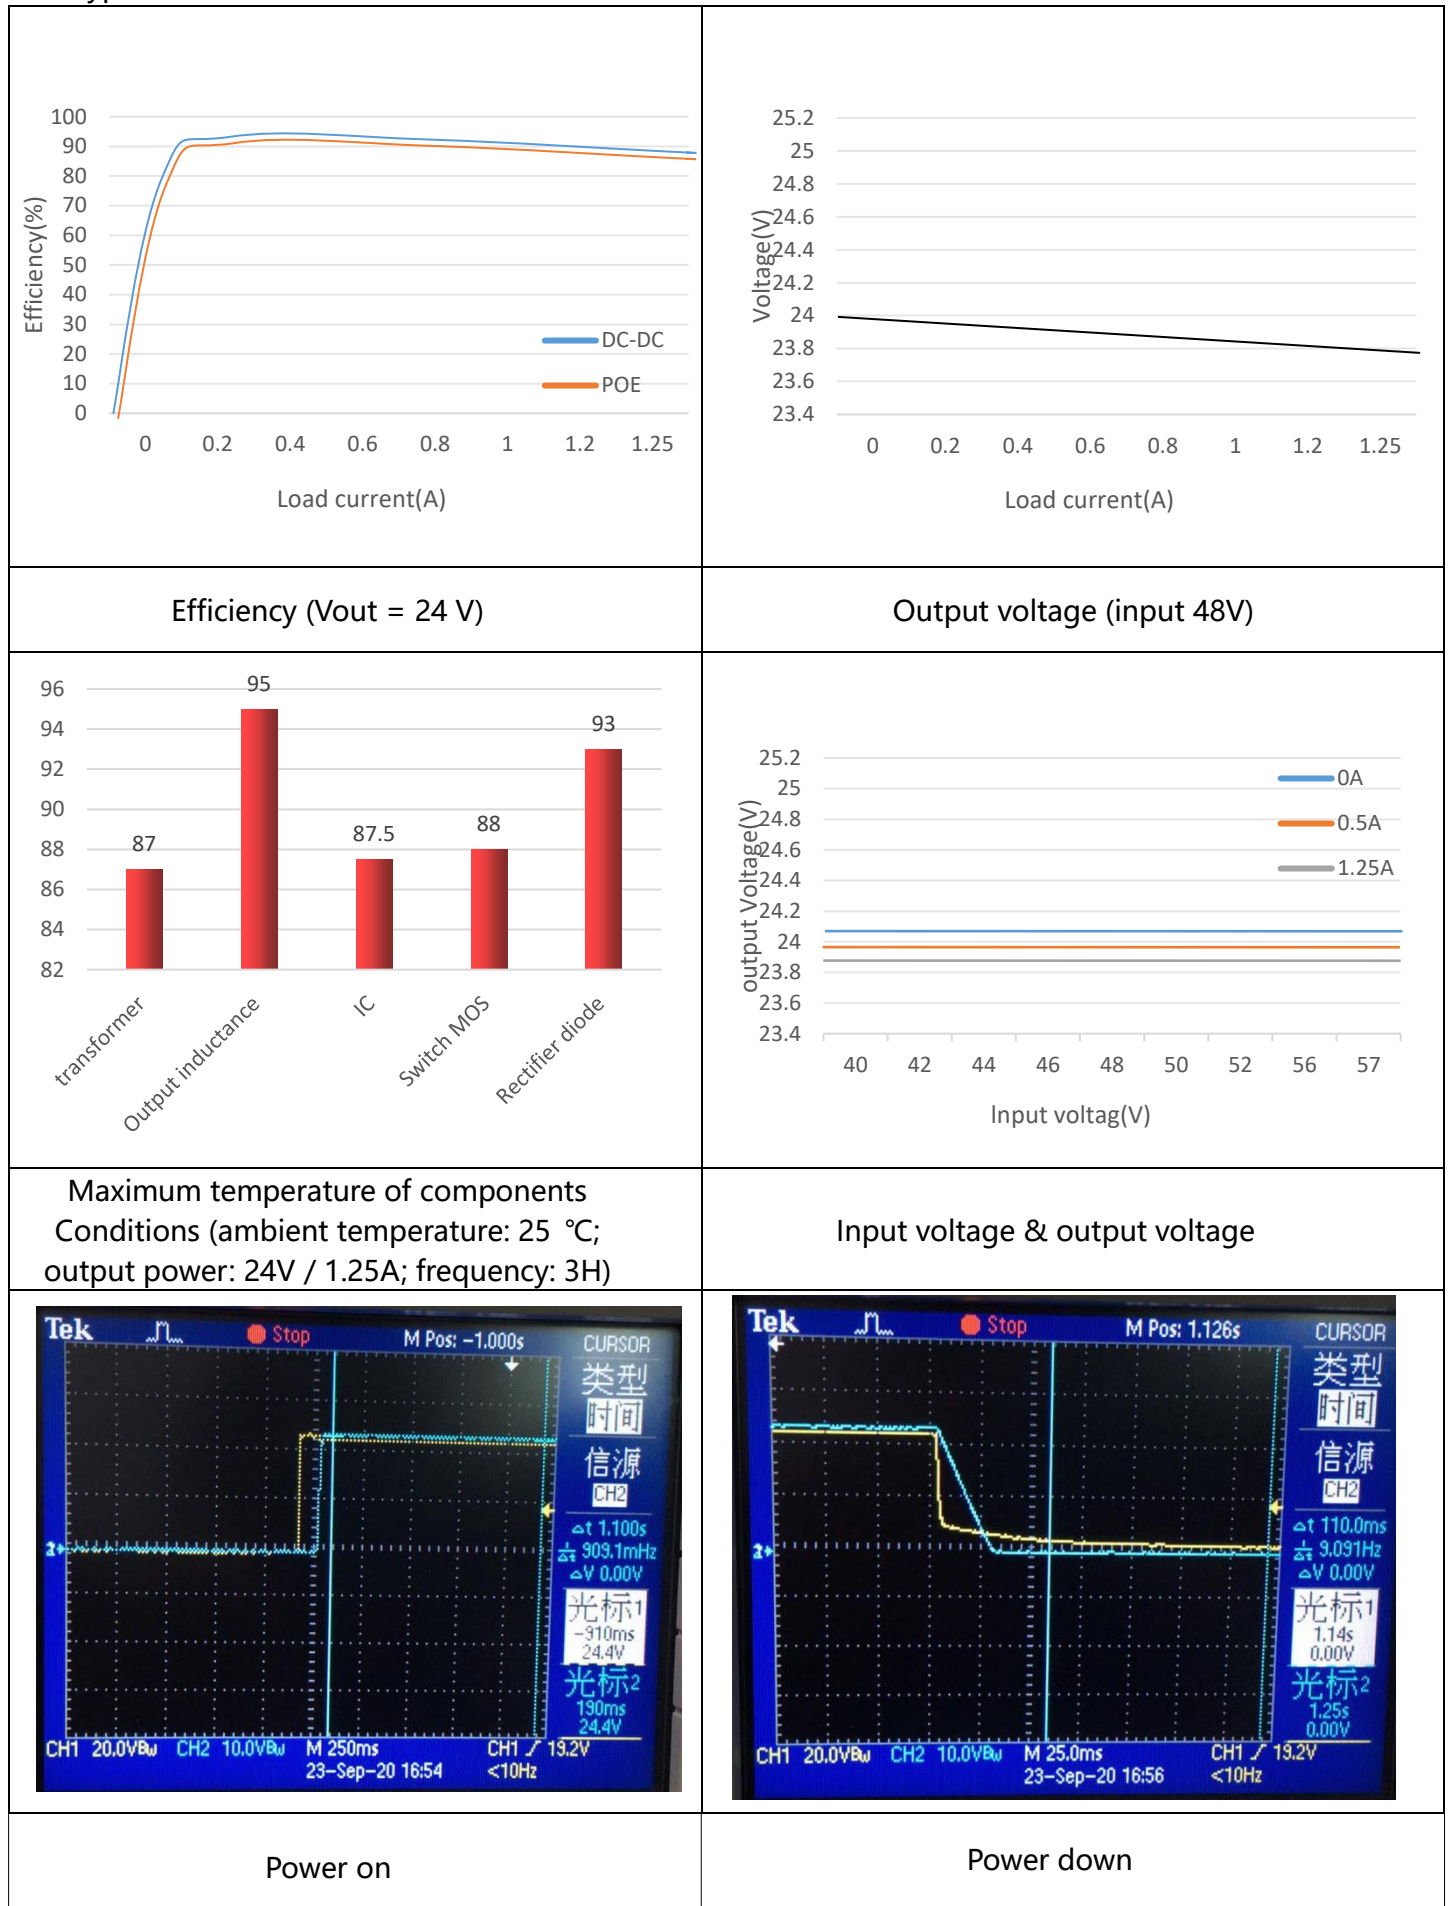 100
90
80
70
60
50
40
30
20
10
0
Efficiency(%)
DC-DC
POE
0 0.2 0.4 0.6 0.8 1 1.2 1.25
Load current(A)
25.2
25
24.8
24.6
24.4
24.2
24
23.8
23.6
23.4
Voltage(V)
0 0.2 0.4 0.6 0.8 1 1.2 1.25
Load current(A)
Efficiency (Vout = 24 V)
Output voltage (input 48V)
96
94
92
90
88
86
84
82
87
95
87.5
88
93
transformer
Output inductance
IC
Switch MOS
Rectifier diode
25.2
25
24.8
24.6
24.4
24.2
24
23.8
23.6
23.4
output Voltage(V)
0A
0.5A
1.25A
40 42 44 46 48 50 52 56 57
Input voltag(V)
Maximum temperature of components
Conditions (ambient temperature: 25 ℃;
output power: 24V / 1.25A; frequency: 3H)
Input voltage & output voltage
Tek Stop M Pos: -1.000s CURSOR
类型
时间
信源
CH2
△t 1.100s
1/△t 909.1mHz
△V 0.00V
光标1
-910ms
24.4V
光标2
190ms
24.4V
2
CH1 20.0VBw CH2 10.0VBw M 250ms CH1 19.2V
23-Sep-20 16:54 <10Hz
Tek Stop M Pos: 1.126s CURSOR
类型
时间
信源
CH2
△t 110.0ms
1/△t 9.091Hz
△V 0.00V
光标1
1.14s
0.00V
光标2
1.25s
0.00V
2
CH1 20.0VBw CH2 10.0VBw M 25.0ms CH1 19.2V
23-Sep-20 16:56 <10Hz
Power on
Power down